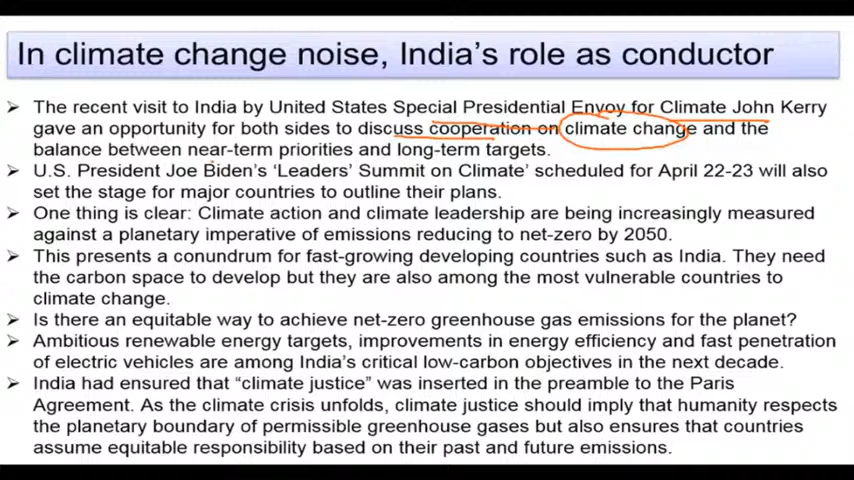 In climate change noise, India's role as conductor
➢ The recent visit to India by United States Special Presidential Envoy for Climate John Kerry
gave an opportunity for both sides to discuss cooperation on climate change and the
balance between near-term priorities and long-term targets.
➢ U.S. President Joe Biden's 'Leaders' Summit on Climate' scheduled for April 22-23 will also
set the stage for major countries to outline their plans.
➢ One thing is clear: Climate action and climate leadership are being increasingly measured
against a planetary imperative of emissions reducing to net-zero by 2050.
➢ This presents a conundrum for fast-growing developing countries such as India. They need
the carbon space to develop but they are also among the most vulnerable countries to
climate change.
➢ Is there an equitable way to achieve net-zero greenhouse gas emissions for the planet?
➢ Ambitious renewable energy targets, improvements in energy efficiency and fast penetration
of electric vehicles are among India's critical low-carbon objectives in the next decade.
➢ India had ensured that “climate justice” was inserted in the preamble to the Paris
Agreement. As the climate crisis unfolds, climate justice should imply that humanity respects
the planetary boundary of permissible greenhouse gases but also ensures that countries
assume equitable responsibility based on their past and future emissions.